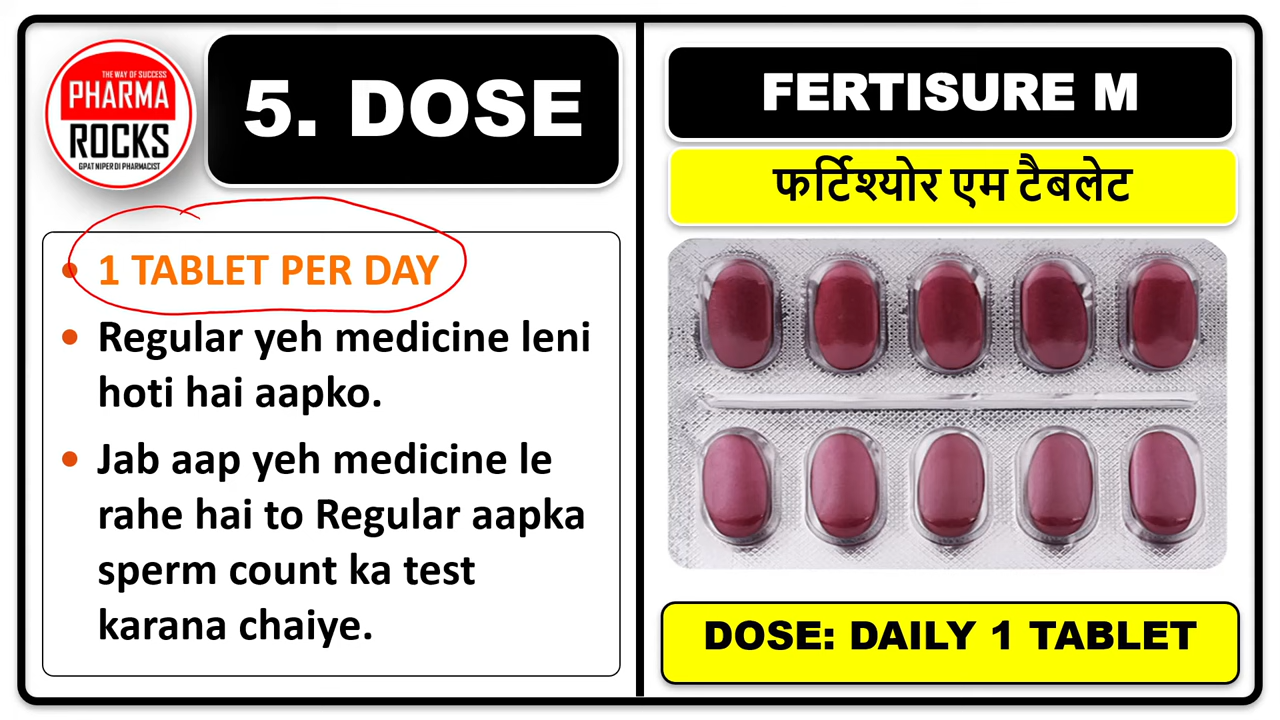 THE WAY OF SUCCESS
PHARMA
ROCKS
GPAT NIPER DI PHARMACIST
5. DOSE
• 1 TABLET PER DAY
• Regular yeh medicine leni
hoti hai aapko.
• Jab aap yeh medicine le
rahe hai to Regular aapka
sperm count ka test
karana chaiye.
FERTISURE M
फर्टिश्योर एम टैबलेट
DOSE: DAILY 1 TABLET